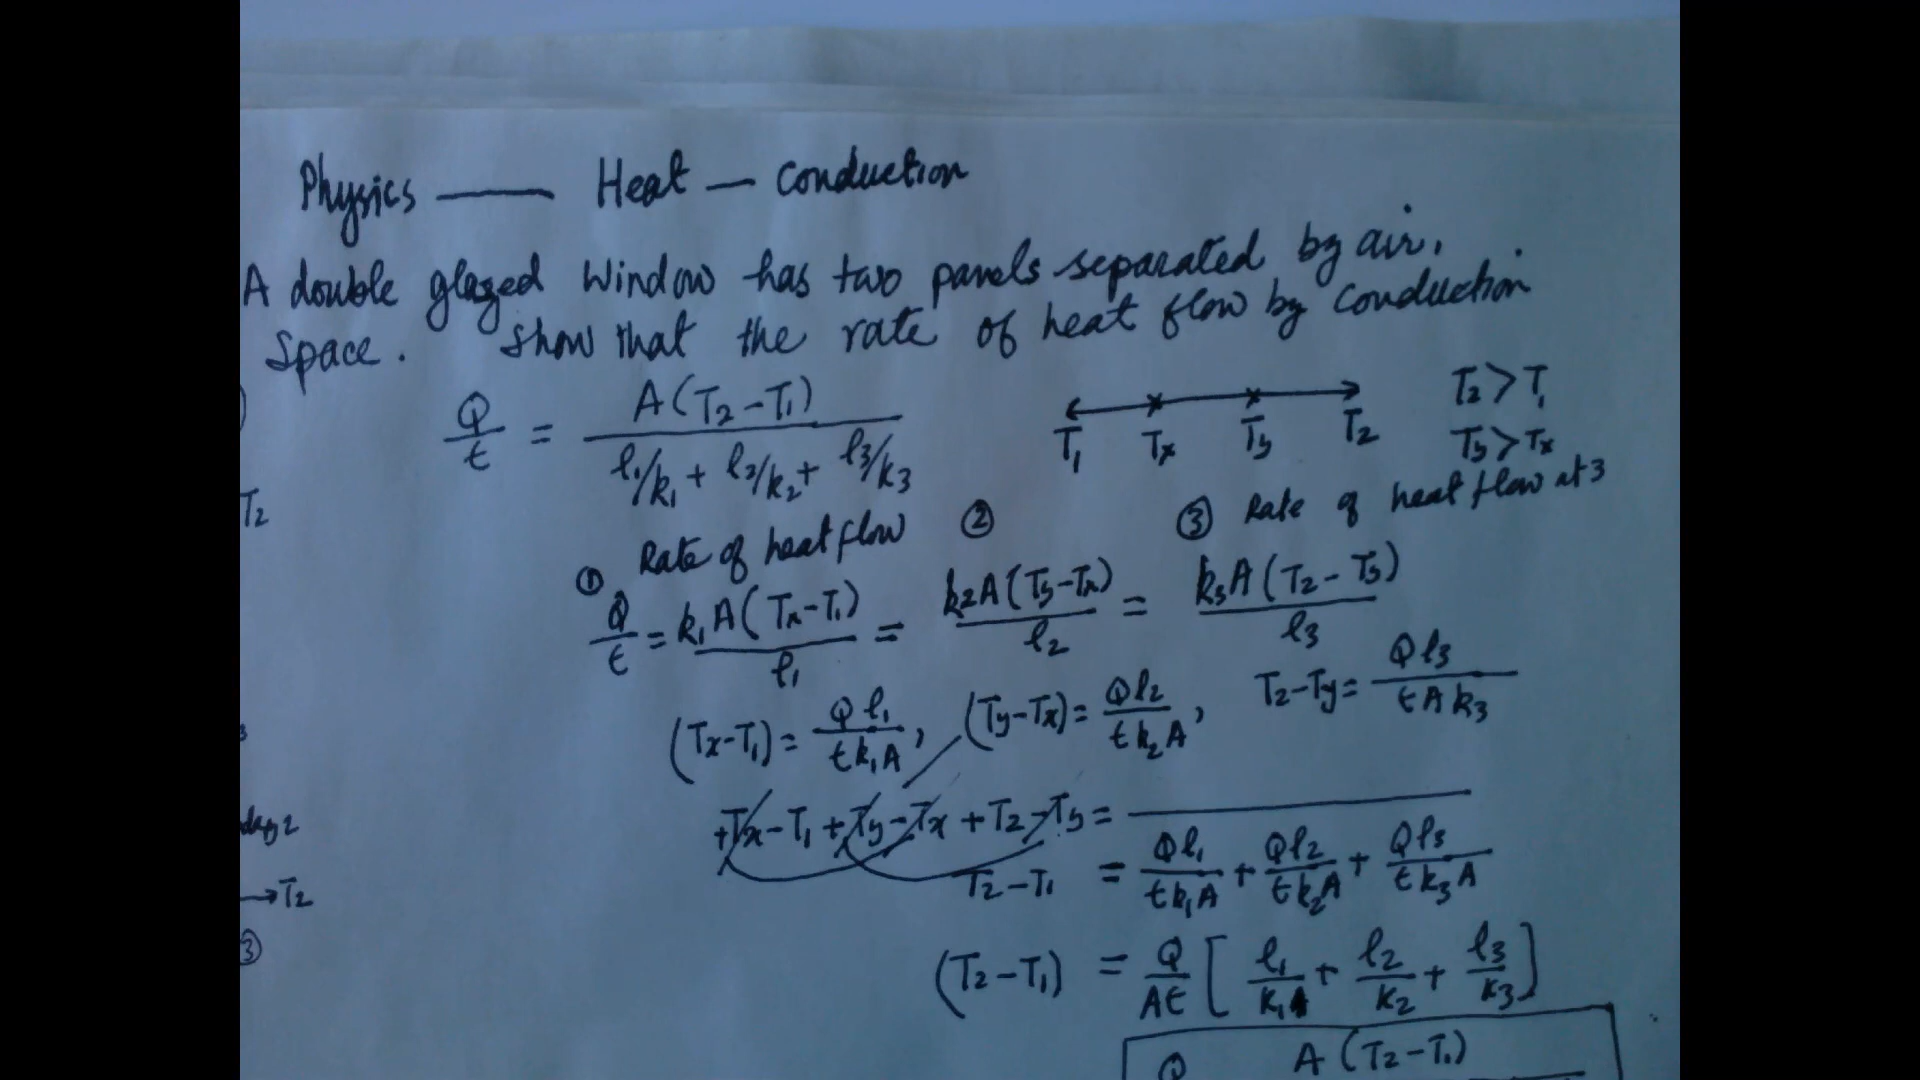 Physics — Heat — Conduction
A double glazed window has two panels separated by air.
Space. Show that the rate of heat flow by conduction
Q/t = A(T2-T1) / (l1/k1 + l2/k2 + l3/k3)
T1 Tx Ty T2
T2 > T1
Ty > Tx
T2
① Rate of heat flow ② ③ Rate of heat flow at 3
Q/t = k1A(Tx-T1)/l1 = k2A(Ty-Tx)/l2 = k3A(T2-Ty)/l3
(Tx-T1) = Ql1/tk1A, (Ty-Tx) = Ql2/tk2A, T2-Ty = Ql3/tAk3
+Tx-T1+Ty-Tx+T2-Ty =
T2-T1 = Ql1/tk1A + Ql2/tk2A + Ql3/tk3A
→T2
③
(T2-T1) = Q/At [l1/k1 + l2/k2 + l3/k3]
Q A(T2-T1)